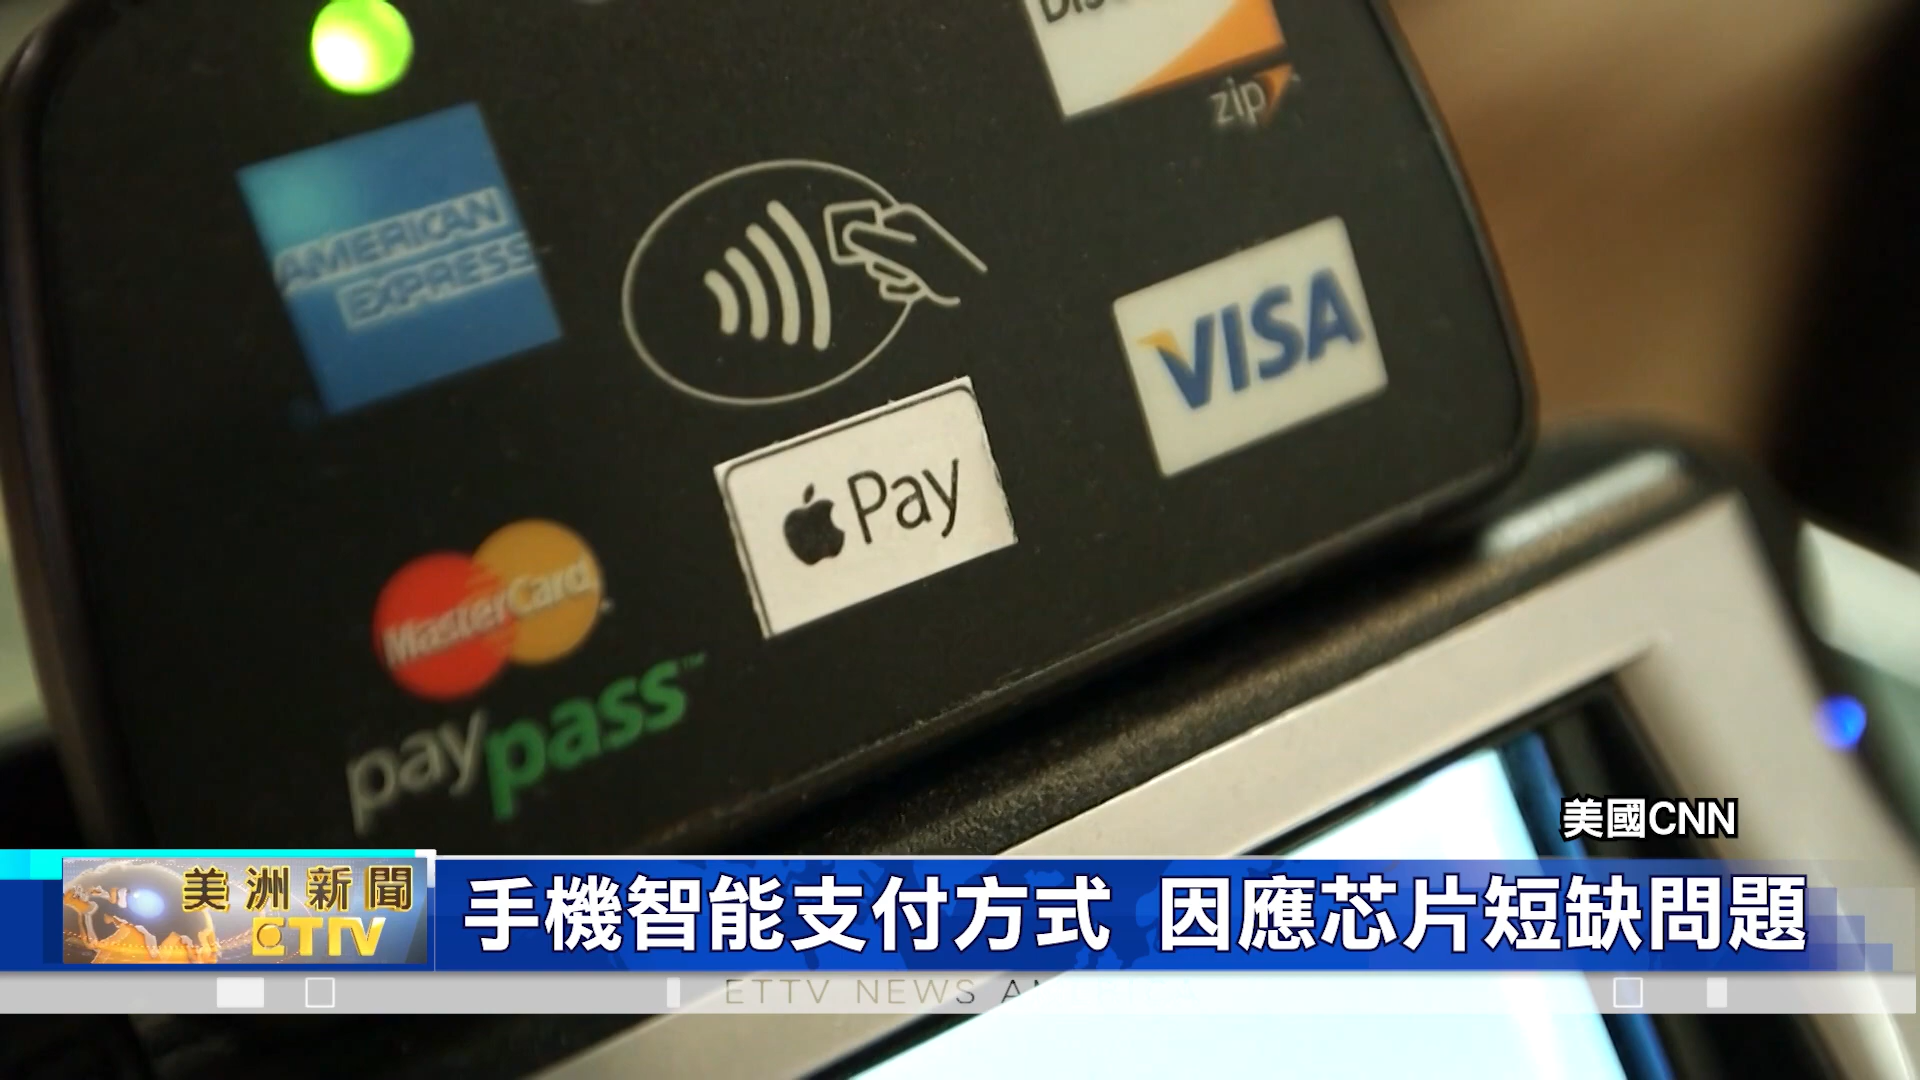 zip
AMERICAN
EXPRESS
VISA
Pay
MasterCard
paypass™
美國CNN
美洲新聞
ETTV
手機智能支付方式 因應芯片短缺問題
ETTV NEWS